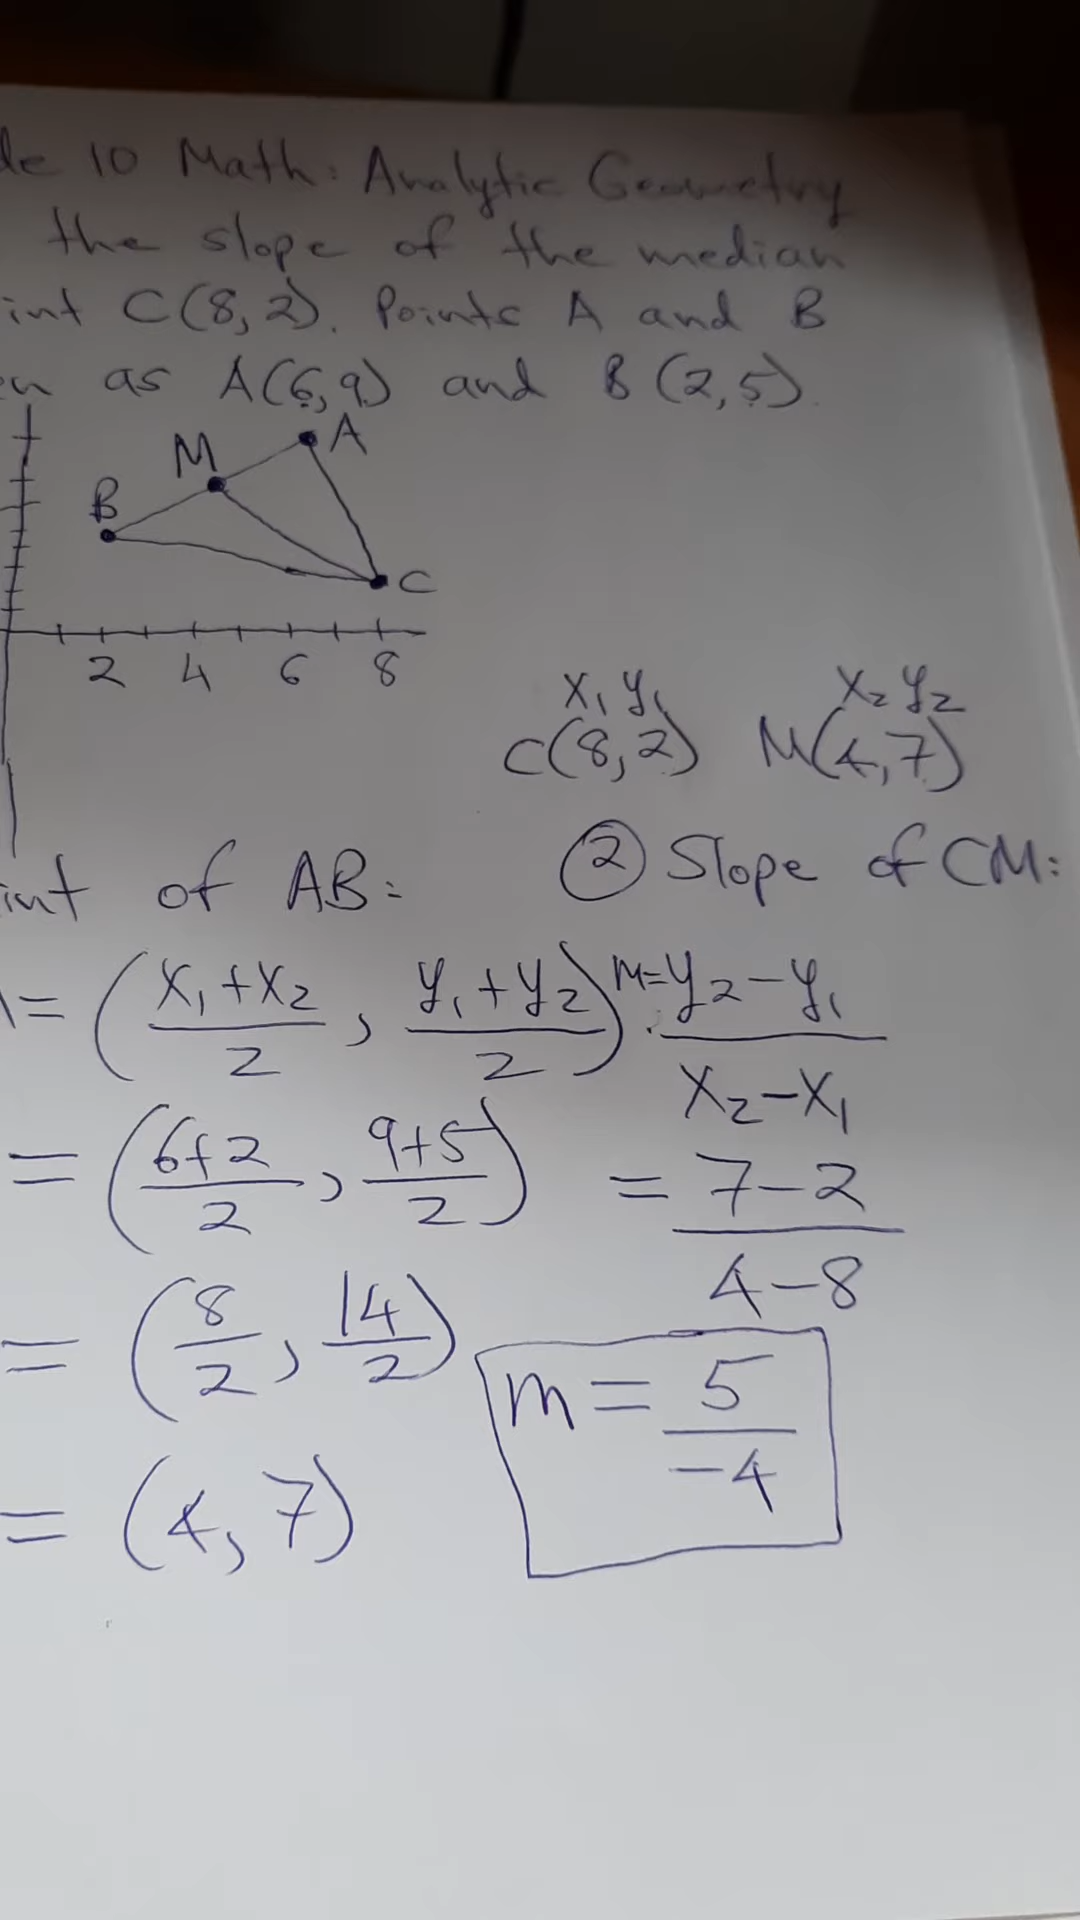 de 10 Math: Analytic Geometry
the slope of the median
int C(8,2). Points A and B
en as A(6,9) and B(2,5).
M A
B
C
2 4 6 8
x₁ y₁ x₂ y₂
C(8,2) M(4,7)
int of AB:
② Slope of CM:
= (x₁+x₂/2, y₁+y₂/2)
= (6+2/2, 9+5/2)
= (8/2, 14/2)
= (4,7)
m=y₂-y₁/x₂-x₁
= 7-2/4-8
m = 5/-4